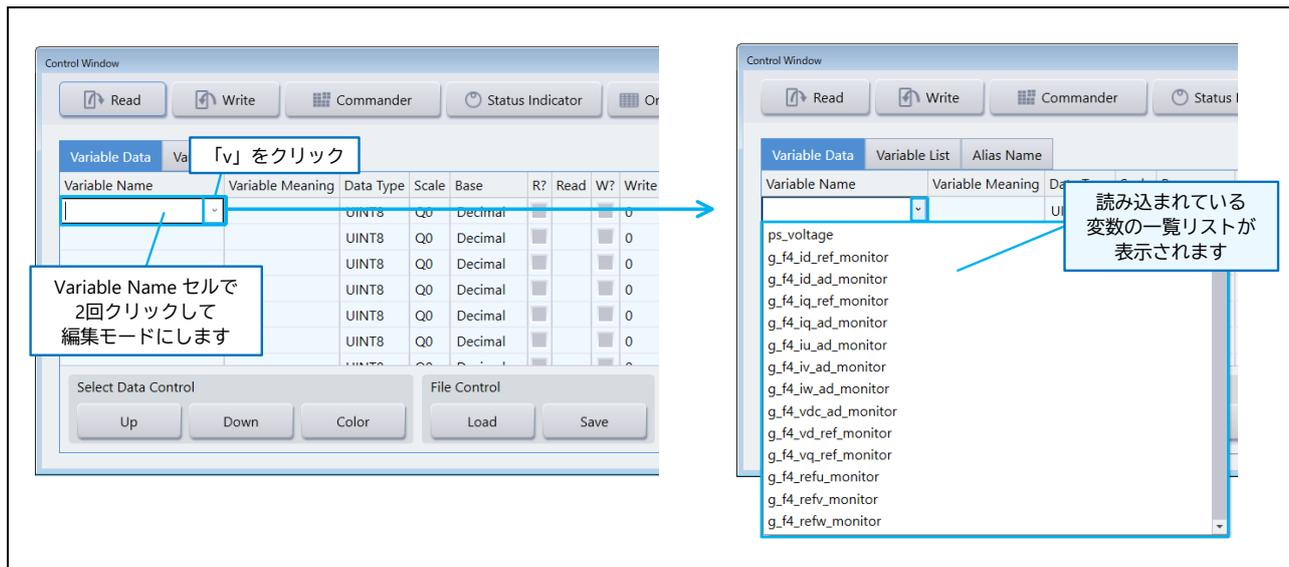 Control Window
Read Write Commander Status Indicator Or
Variable Data Va
「v」をクリック
Variable Name Variable Meaning Data Type Scale Base R? Read W? Write
UINT8 Q0 Decimal 0
UINT8 Q0 Decimal 0
UINT8 Q0 Decimal 0
UINT8 Q0 Decimal 0
UINT8 Q0 Decimal 0
UINT8 Q0 Decimal 0
Variable Name セルで
2回クリックして
編集モードにします
Select Data Control File Control
Up Down Color Load Save
Control Window
Read Write Commander Status I
Variable Data Variable List Alias Name
Variable Name Variable Meaning
読み込まれている
変数の一覧リストが
表示されます
ps_voltage
g_f4_id_ref_monitor
g_f4_id_ad_monitor
g_f4_iq_ref_monitor
g_f4_iq_ad_monitor
g_f4_iu_ad_monitor
g_f4_iv_ad_monitor
g_f4_iw_ad_monitor
g_f4_vdc_ad_monitor
g_f4_vd_ref_monitor
g_f4_vq_ref_monitor
g_f4_refu_monitor
g_f4_refv_monitor
g_f4_refw_monitor